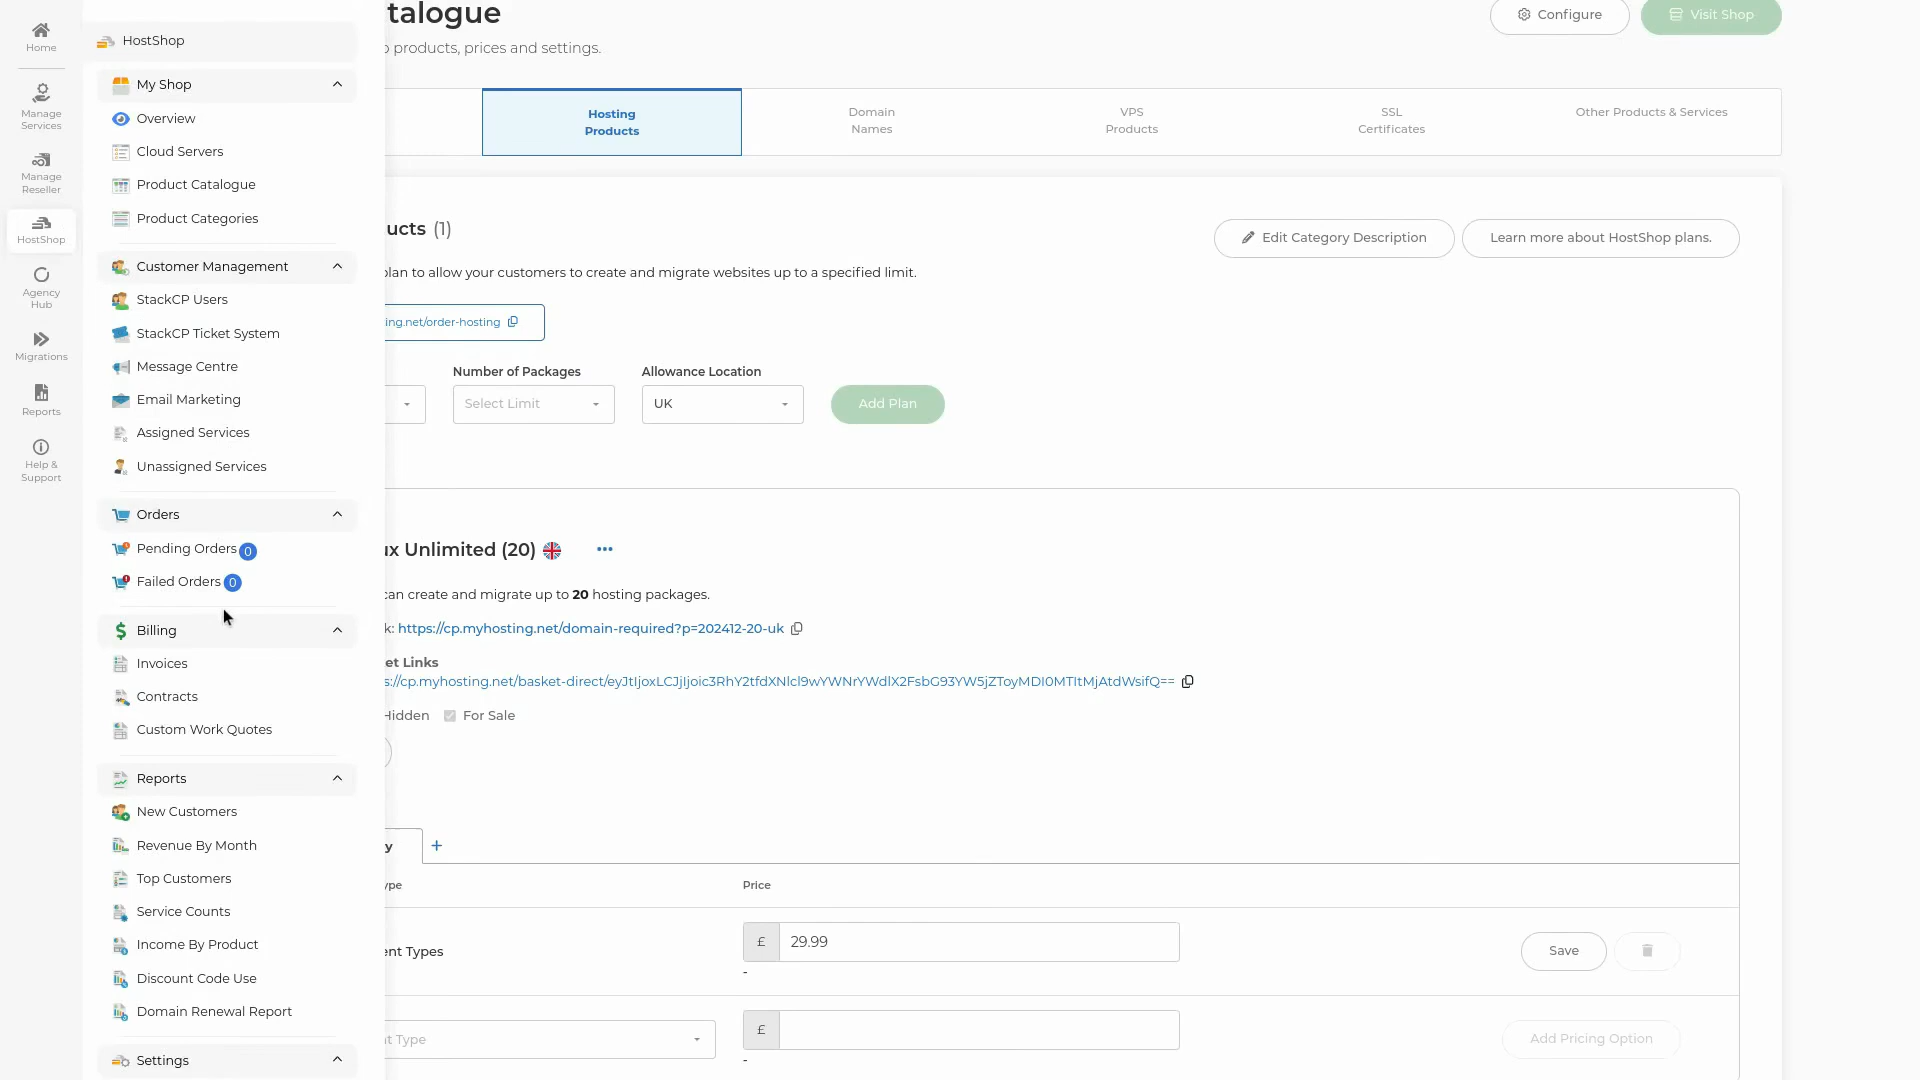 Home
Manage
Services
Manage
Reseller
HostShop
Agency
Hub
Migrations
Reports
Help &
Support
HostShop
My Shop
Overview
Cloud Servers
Product Catalogue
Product Categories
Customer Management
StackCP Users
StackCP Ticket System
Message Centre
Email Marketing
Assigned Services
Unassigned Services
Orders
Pending Orders 0
Failed Orders 0
Billing
Invoices
Contracts
Custom Work Quotes
Reports
New Customers
Revenue By Month
Top Customers
Service Counts
Income By Product
Discount Code Use
Domain Renewal Report
Settings
talogue
Configure
Visit Shop
products, prices and settings.
Hosting
Products
Domain
Names
VPS
Products
SSL
Certificates
Other Products & Services
ucts (1)
Edit Category Description
Learn more about HostShop plans.
plan to allow your customers to create and migrate websites up to a specified limit.
ing.net/order-hosting
Number of Packages
Allowance Location
Select Limit
UK
Add Plan
ux Unlimited (20)
can create and migrate up to 20 hosting packages.
k: https://cp.myhosting.net/domain-required?p=202412-20-uk
et Links
s://cp.myhosting.net/basket-direct/eyJtIjoxLCJjIjoic3RhY2tfdXNlcl9wYWNrYWdlX2FsbG93YW5jZToyMDI0MTItMjAtdWsifQ==
Hidden
For Sale
y +
ype
Price
ent Types
£ 29.99
-
Save
t Type
£
-
Add Pricing Option